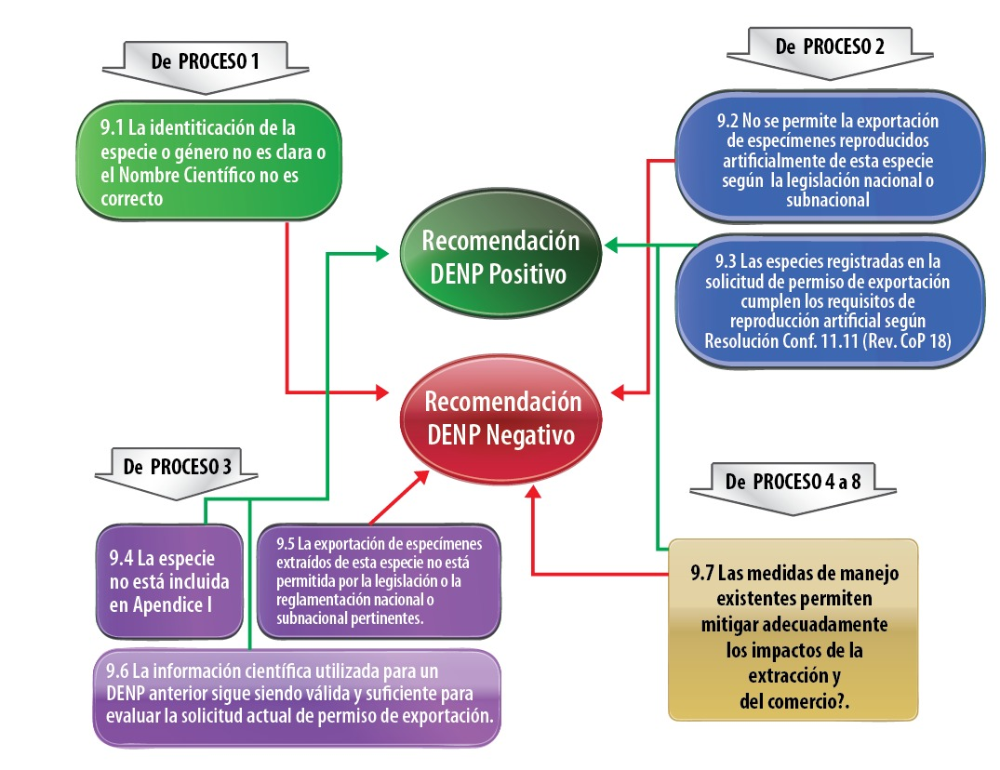 De PROCESO 1
9.1 La identiticación de la
especie o género no es clara o
el Nombre Científico no es
correcto
De PROCESO 2
9.2 No se permite la exportación
de especímenes reproducidos
artificialmente de esta especie
según la legislación nacional o
subnacional
9.3 Las especies registradas en la
solicitud de permiso de exportación
cumplen los requisitos de
reproducción artificial según
Resolución Conf. 11.11 (Rev. CoP 18)
Recomendación
DENP Positivo
Recomendación
DENP Negativo
De PROCESO 3
9.4 La especie
no está incluida
en Apendice I
9.5 La exportación de especímenes
extraídos de esta especie no está
permitida por la legislación o la
reglamentación nacional o
subnacional pertinentes.
9.6 La información científica utilizada para un
DENP anterior sigue siendo válida y suficiente para
evaluar la solicitud actual de permiso de exportación.
De PROCESO 4 a 8
9.7 Las medidas de manejo
existentes permiten
mitigar adecuadamente
los impactos de la
extracción y
del comercio?.